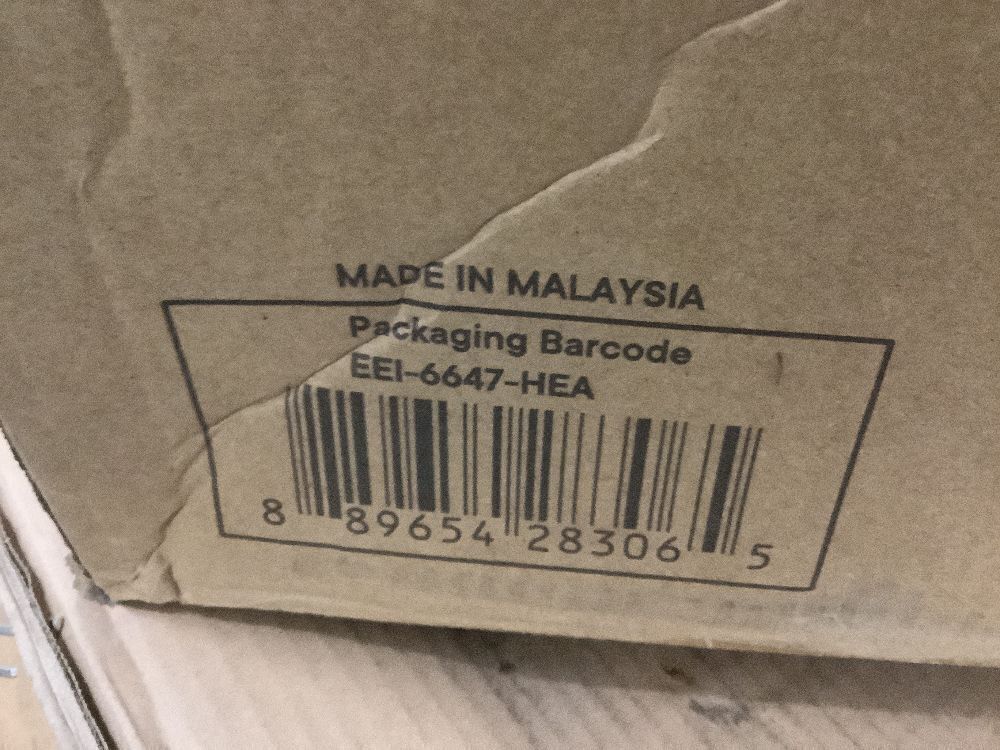 MADE IN MALAYSIA
Packaging Barcode
EEI-6647-HEA
8 89654 28306 5